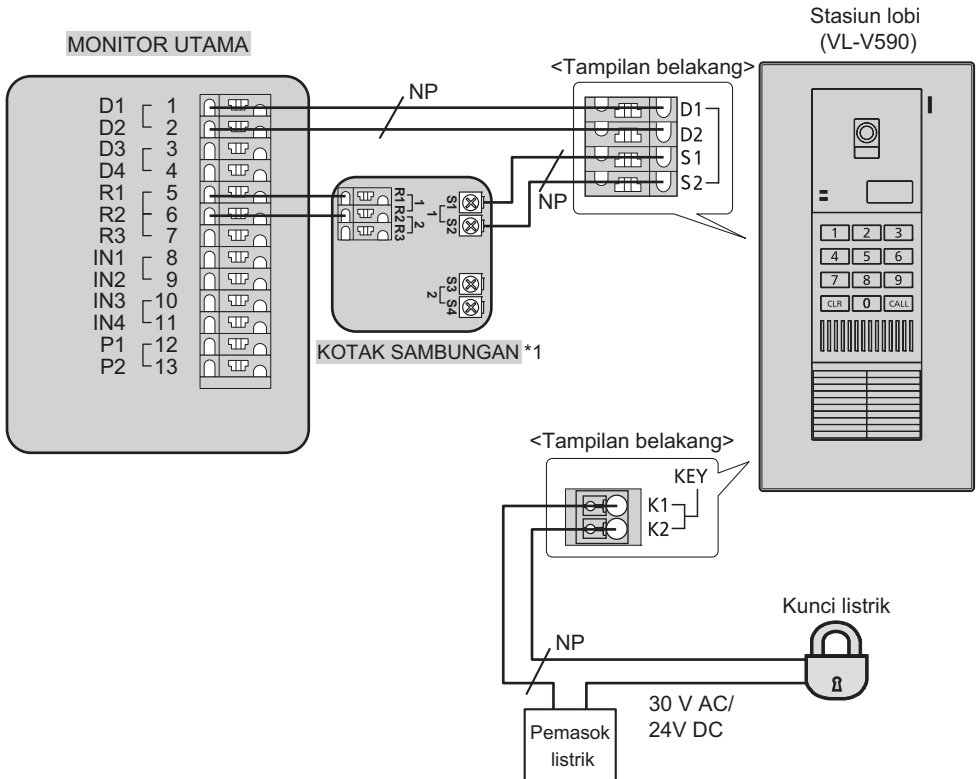 MONITOR UTAMA
Stasiun lobi
(VL-V590)
<Tampilan belakang>
NP
D1 1
D2 2
D3 3
D4 4
R1 5
R2 6
R3 7
IN1 8
IN2 9
IN3 10
IN4 11
P1 12
P2 13
R1 R2 R3
1 2
S1
S2
1
S3
S4
2
KOTAK SAMBUNGAN *1
NP
D1
D2
S1
S2
1 2 3
4 5 6
7 8 9
CLR 0 CALL
<Tampilan belakang>
KEY
K1
K2
Kunci listrik
NP
30 V AC/
24V DC
Pemasok
listrik